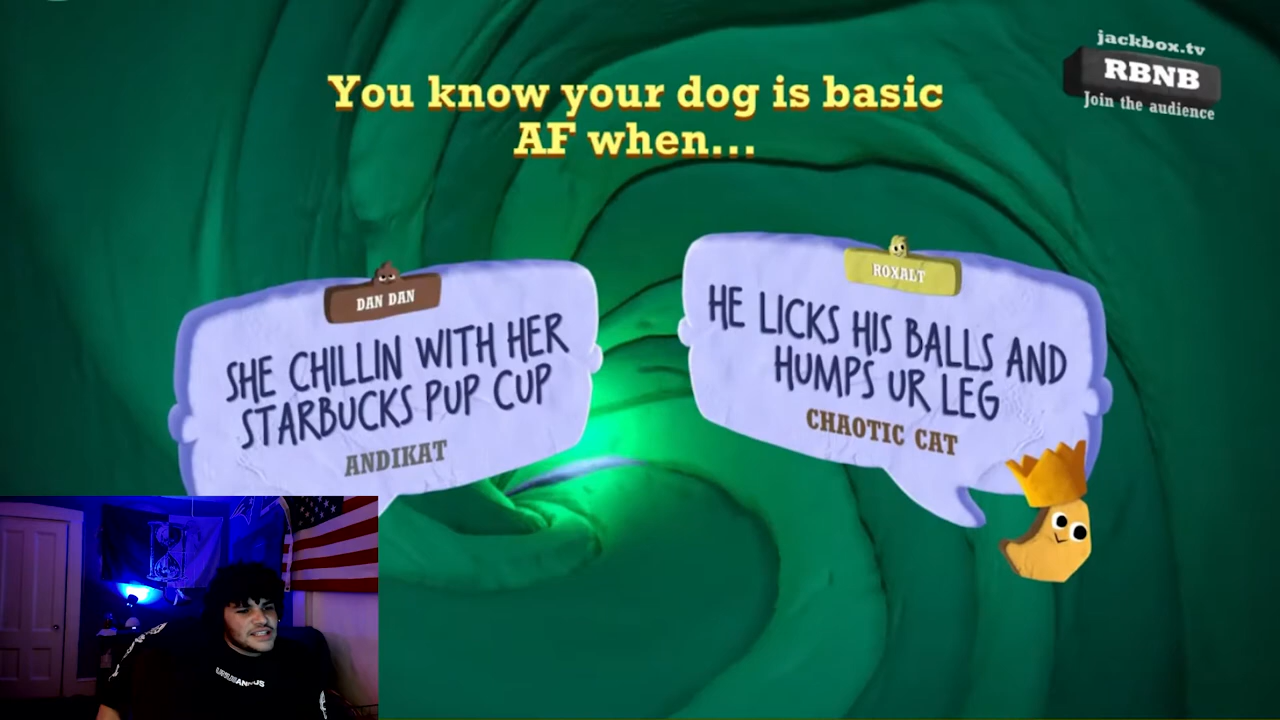 jackbox.tv
RBNB
Join the audience
You know your dog is basic
AF when...
DAN DAN
SHE CHILLIN WITH HER
STARBUCKS PUP CUP
ANDIKAT
ROXALT
HE LICKS HIS BALLS AND
HUMPS UR LEG
CHAOTIC CAT